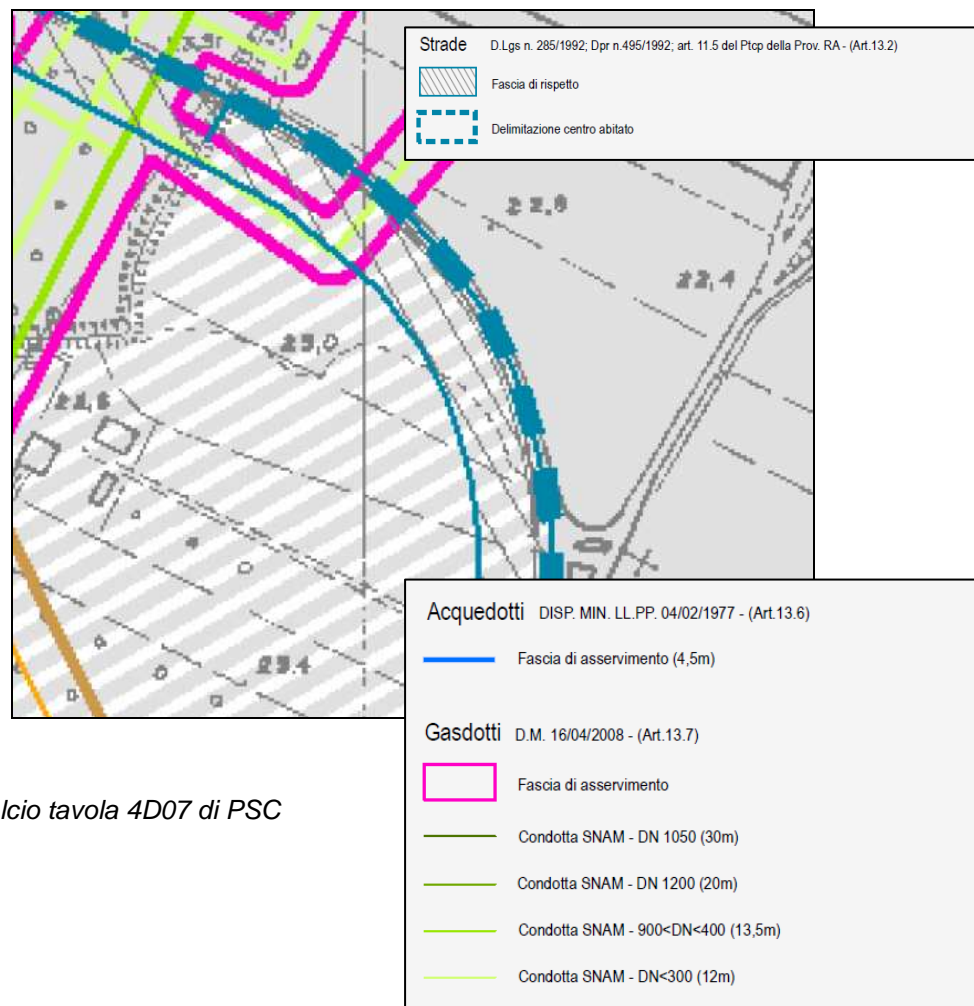 Strade D.Lgs n. 285/1992; Dpr n.495/1992; art. 11.5 del Ptcp della Prov. RA - (Art.13.2)
Fascia di rispetto
Delimitazione centro abitato
22,4
23,0
23.4
Acquedotti DISP. MIN. LL.PP. 04/02/1977 - (Art.13.6)
Fascia di asservimento (4,5m)
Gasdotti D.M. 16/04/2008 - (Art.13.7)
Fascia di asservimento
lcio tavola 4D07 di PSC
Condotta SNAM - DN 1050 (30m)
Condotta SNAM - DN 1200 (20m)
Condotta SNAM - 900<DN<400 (13,5m)
Condotta SNAM - DN<300 (12m)